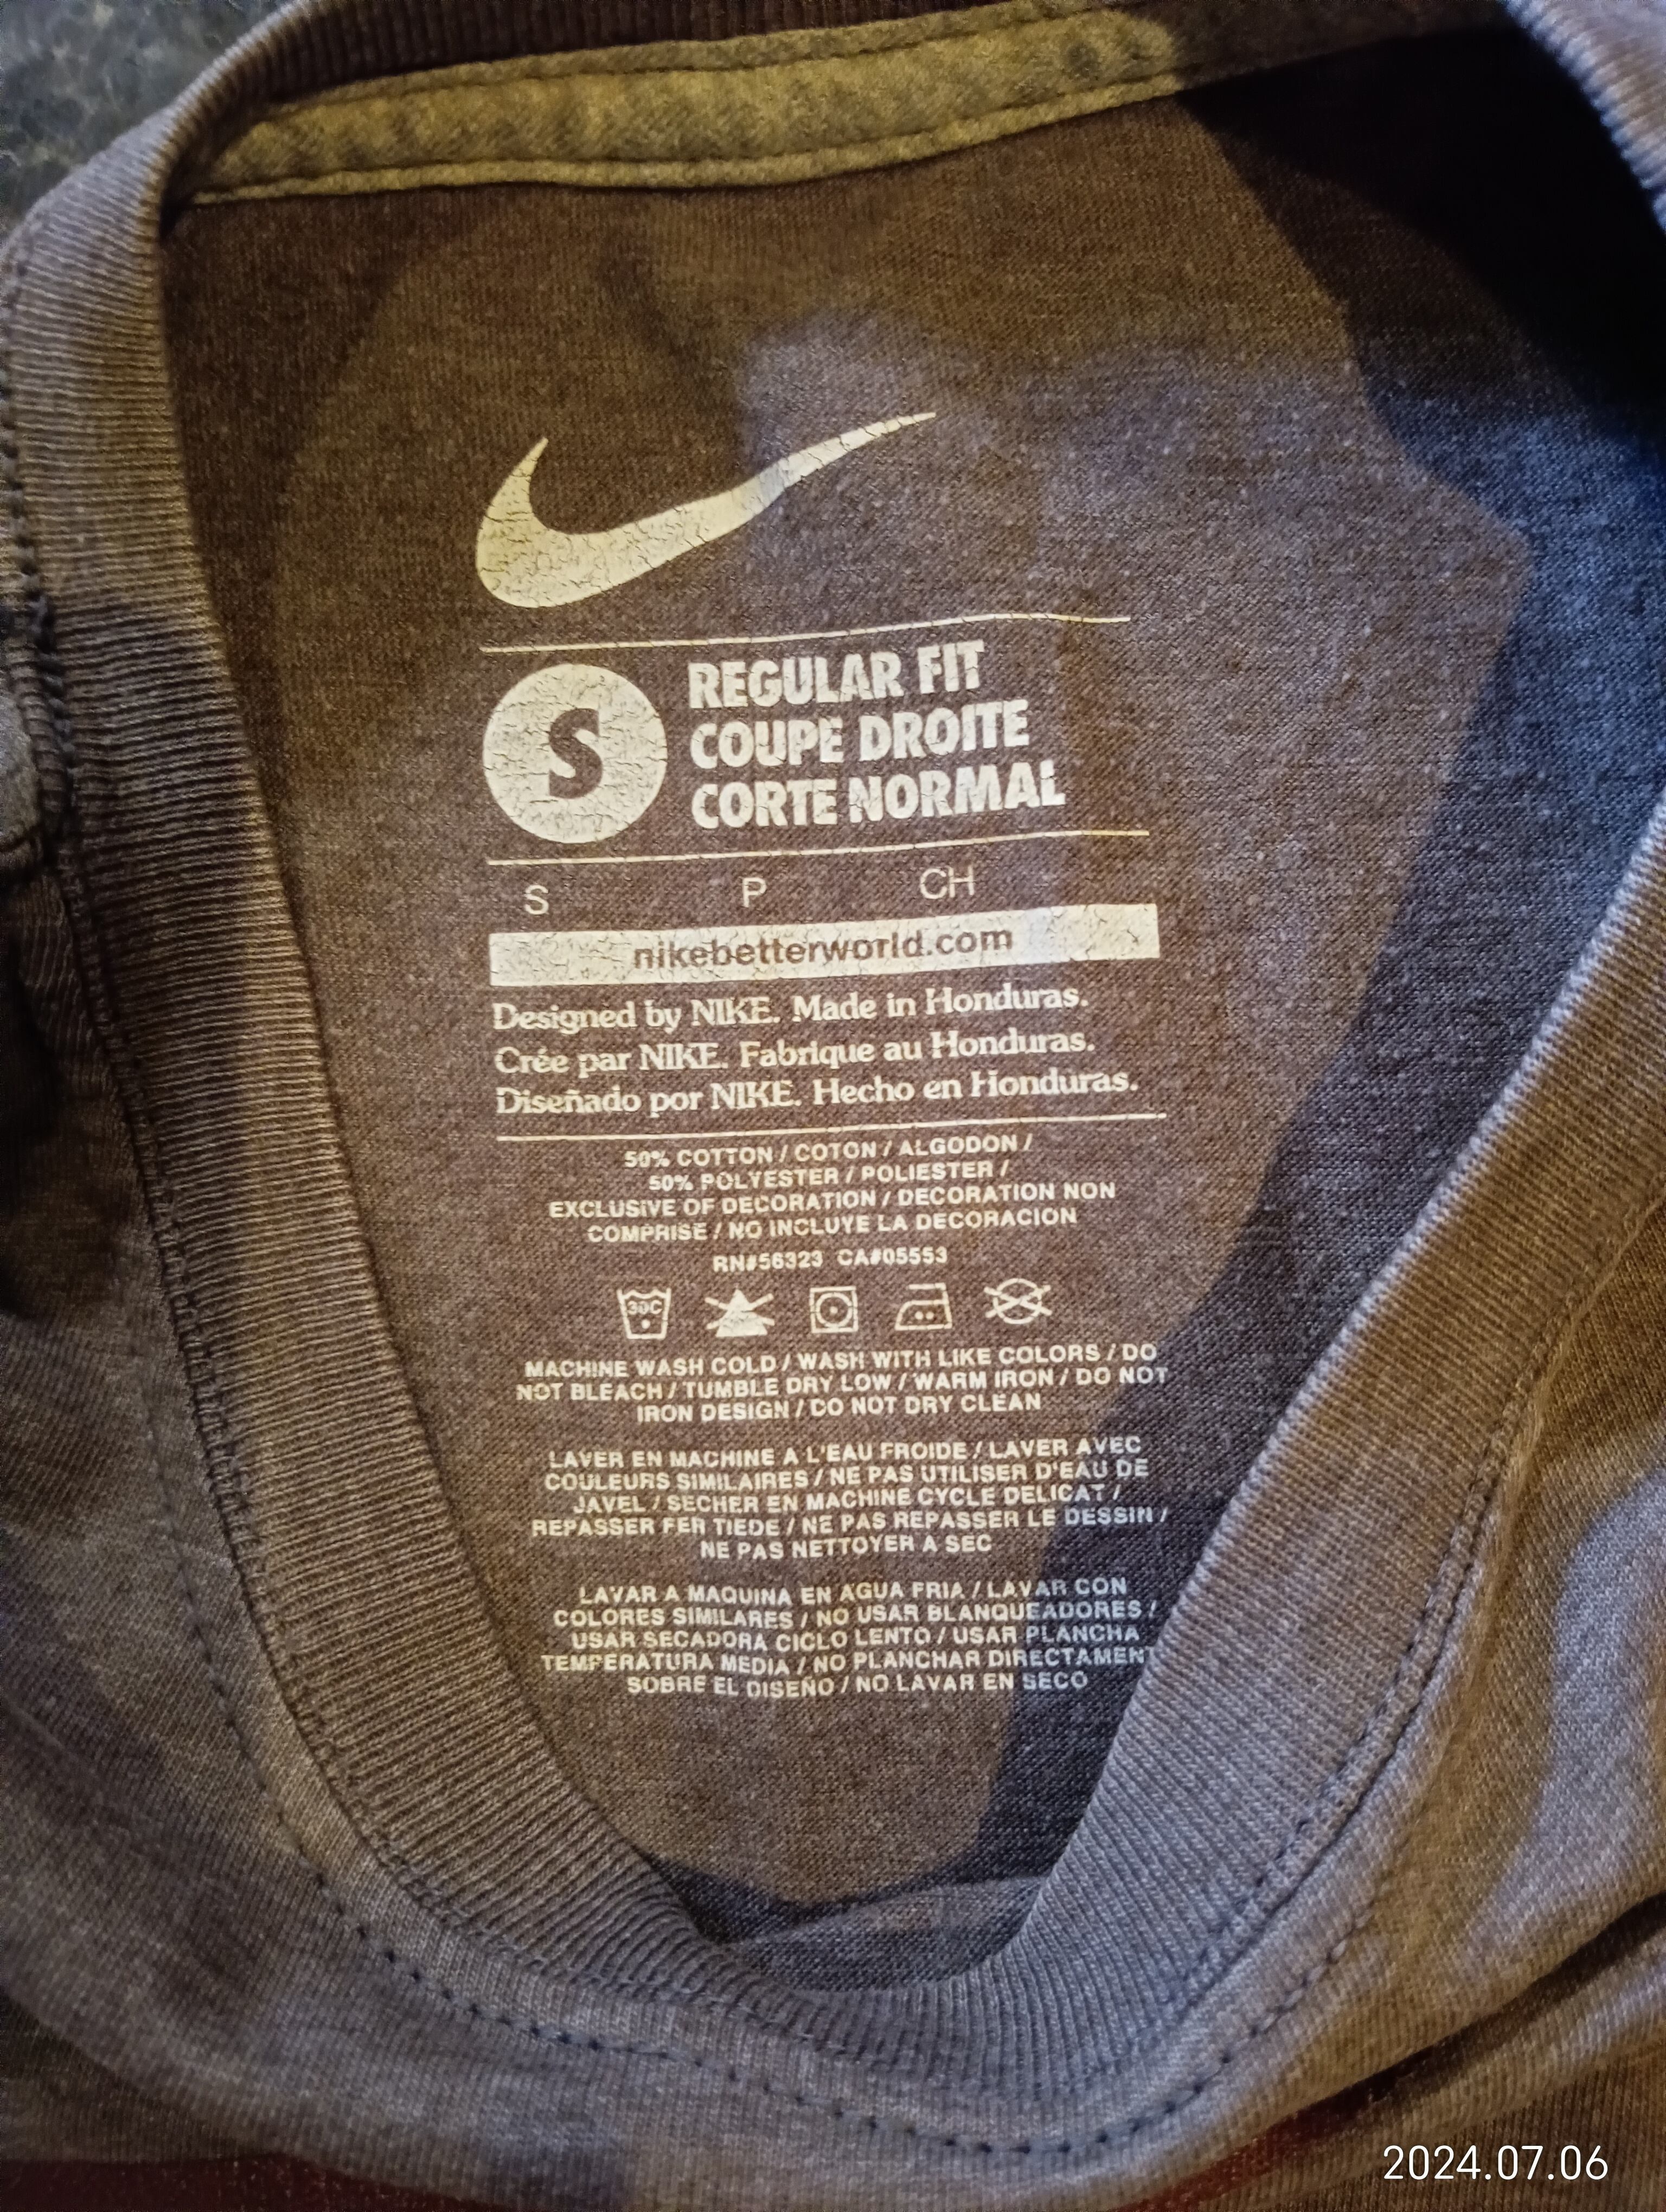 S
REGULAR FIT
COUPE DROITE
CORTE NORMAL
S P CH
nikebetterworld.com
Designed by NIKE. Made in Honduras.
Crée par NIKE. Fabrique au Honduras.
Diseñado por NIKE. Hecho en Honduras.
50% COTTON / COTON / ALGODON /
50% POLYESTER / POLIESTER /
EXCLUSIVE OF DECORATION / DECORATION NON
COMPRISE / NO INCLUYE LA DECORACION
RN#56323 CA#05553
30C
MACHINE WASH COLD / WASH WITH LIKE COLORS / DO
NOT BLEACH / TUMBLE DRY LOW / WARM IRON / DO NOT
IRON DESIGN / DO NOT DRY CLEAN
LAVER EN MACHINE A L'EAU FROIDE / LAVER AVEC
COULEURS SIMILAIRES / NE PAS UTILISER D'EAU DE
JAVEL / SECHER EN MACHINE CYCLE DELICAT /
REPASSER FER TIEDE / NE PAS REPASSER LE DESSIN /
NE PAS NETTOYER A SEC
LAVAR A MAQUINA EN AGUA FRIA / LAVAR CON
COLORES SIMILARES / NO USAR BLANQUEADORES /
USAR SECADORA CICLO LENTO / USAR PLANCHA
TEMPERATURA MEDIA / NO PLANCHAR DIRECTAMENT
SOBRE EL DISEÑO / NO LAVAR EN SECO
2024.07.06